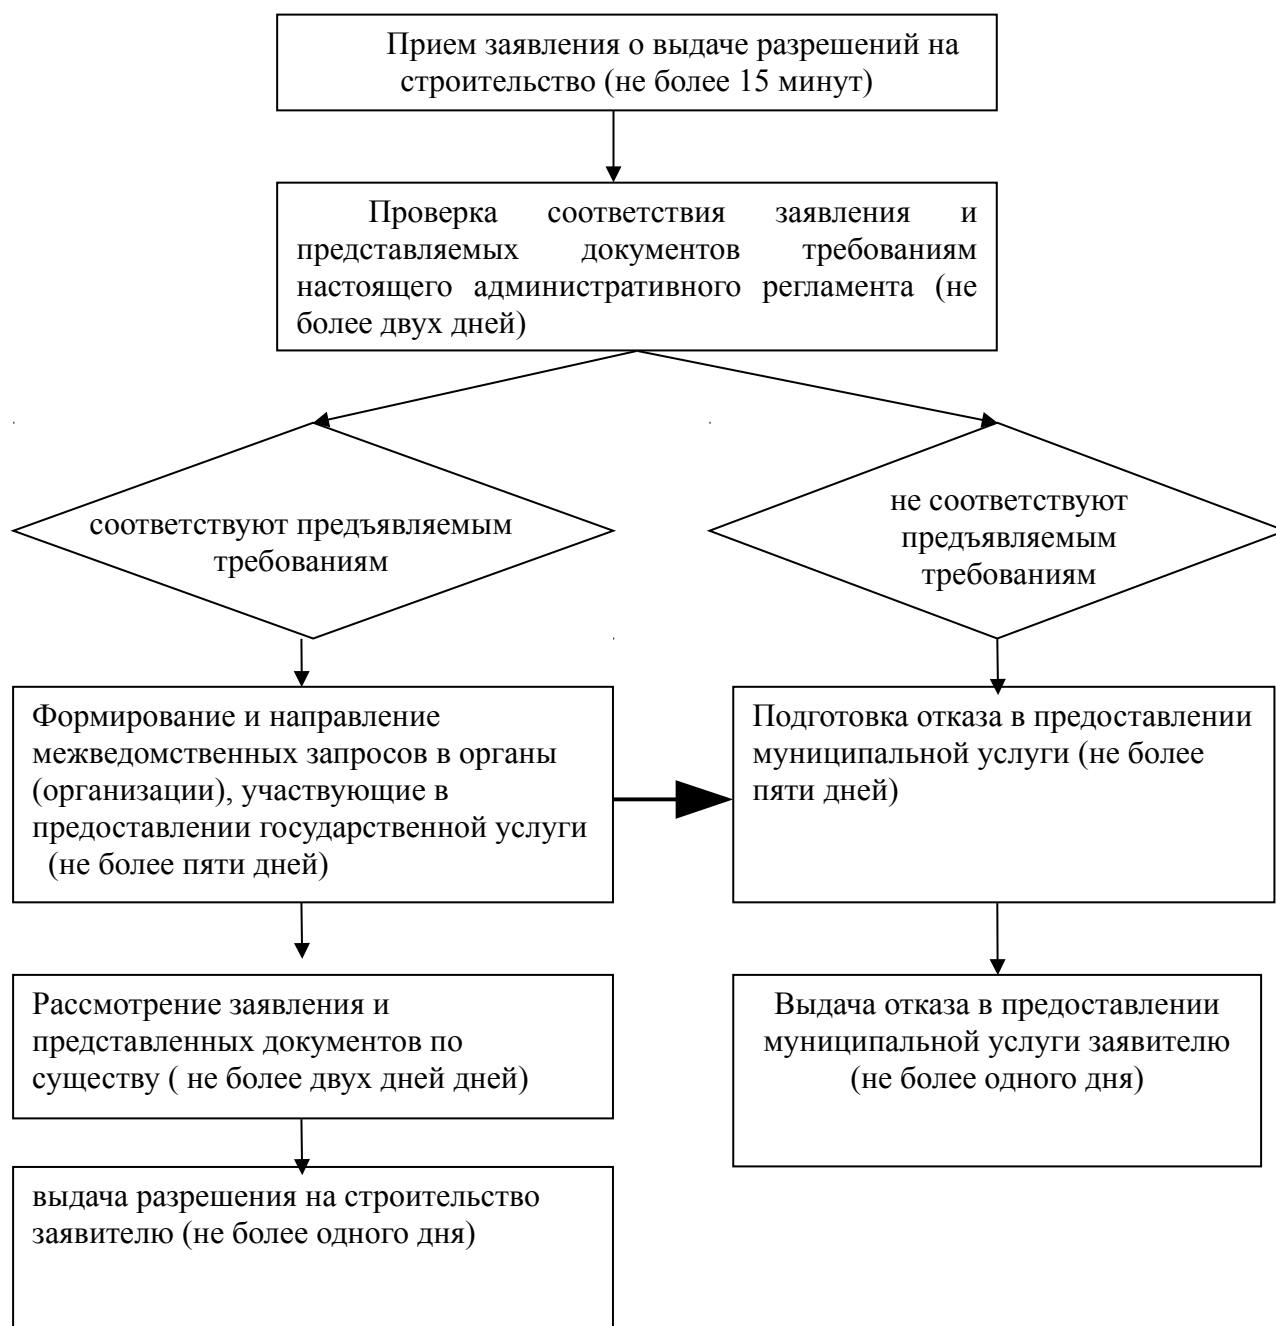 Прием заявления о выдаче разрешений на
строительство (не более 15 минут)
Проверка соответствия заявления и
представляемых документов требованиям
настоящего административного регламента (не
более двух дней)
соответствуют предъявляемым
требованиям
не соответствуют
предъявляемым
требованиям
Формирование и направление
межведомственных запросов в органы
(организации), участвующие в
предоставлении государственной услуги
(не более пяти дней)
Подготовка отказа в предоставлении
муниципальной услуги (не более
пяти дней)
Рассмотрение заявления и
представленных документов по
существу ( не более двух дней дней)
Выдача отказа в предоставлении
муниципальной услуги заявителю
(не более одного дня)
выдача разрешения на строительство
заявителю (не более одного дня)